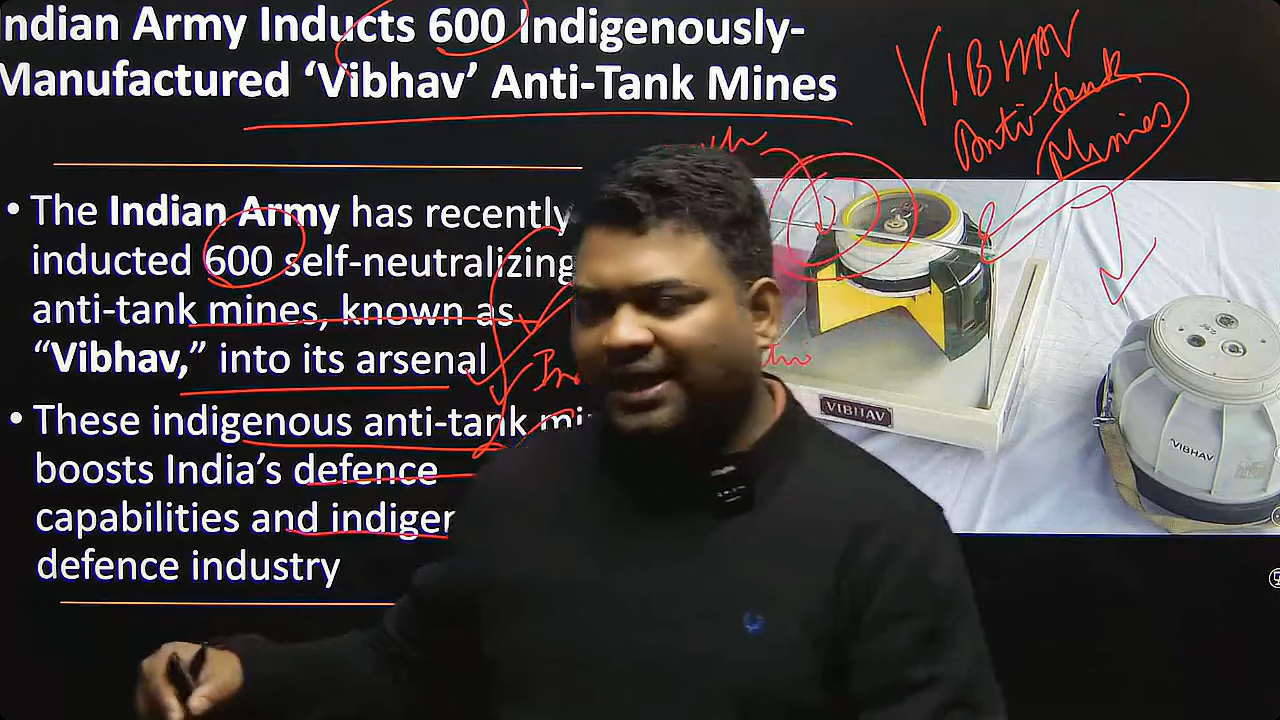 Indian Army Inducts 600 Indigenously-
Manufactured ‘Vibhav’ Anti-Tank Mines
VIBHAV
Anti-tank
Mines
• The Indian Army has recently
inducted 600 self-neutralizing
anti-tank mines, known as
“Vibhav,” into its arsenal
• These indigenous anti-tank
boosts India’s defence
capabilities and
defence industry
VIBHAV
VIBHAV